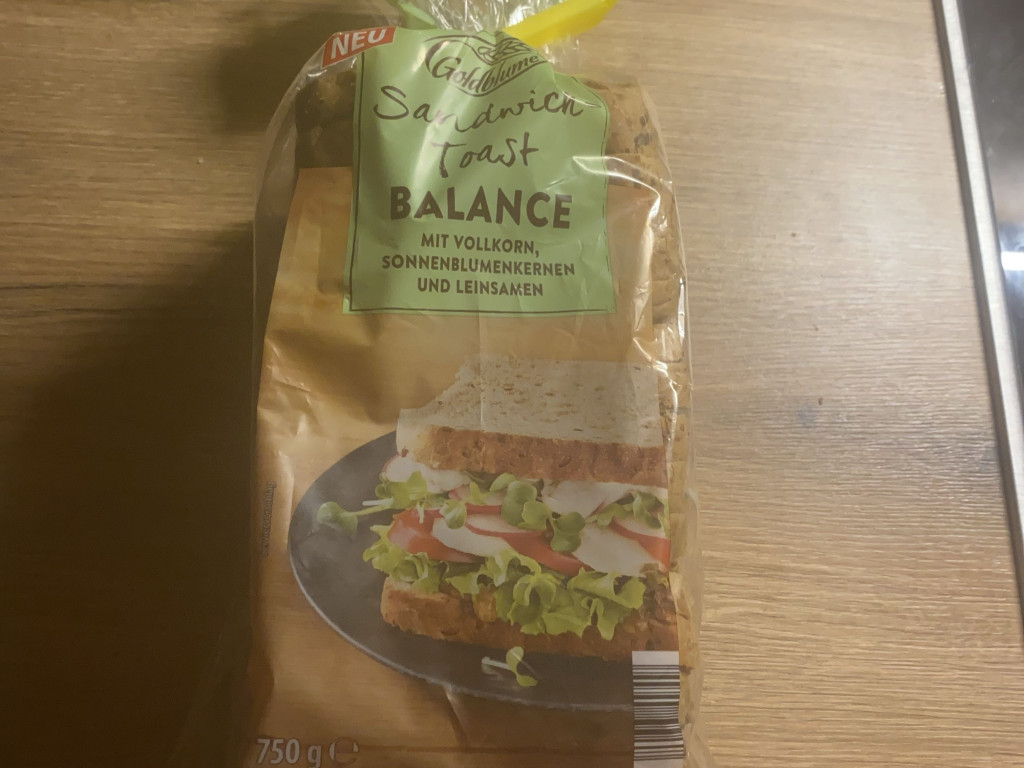 NEU
Goldblume
Sandwich
Toast
BALANCE
MIT VOLLKORN,
SONNENBLUMENKERNEN
UND LEINSAMEN
750 g ℮